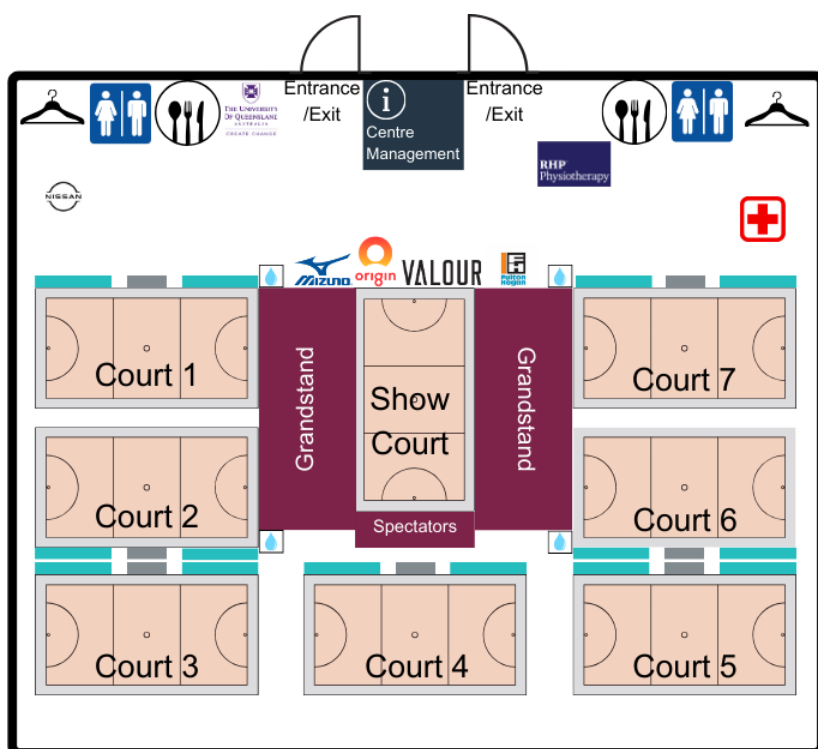 THE UNIVERSITY
OF QUEENSLAND
AUSTRALIA
CREATE CHANGE
Entrance
/Exit
i
Centre
Management
Entrance
/Exit
RHP
Physiotherapy
NISSAN
MIZUNO
origin
VALOUR
FH
Fulton
Hogan
Court 1
Grandstand
Show
Court
Grandstand
Court 7
Court 2
Spectators
Court 6
Court 3
Court 4
Court 5